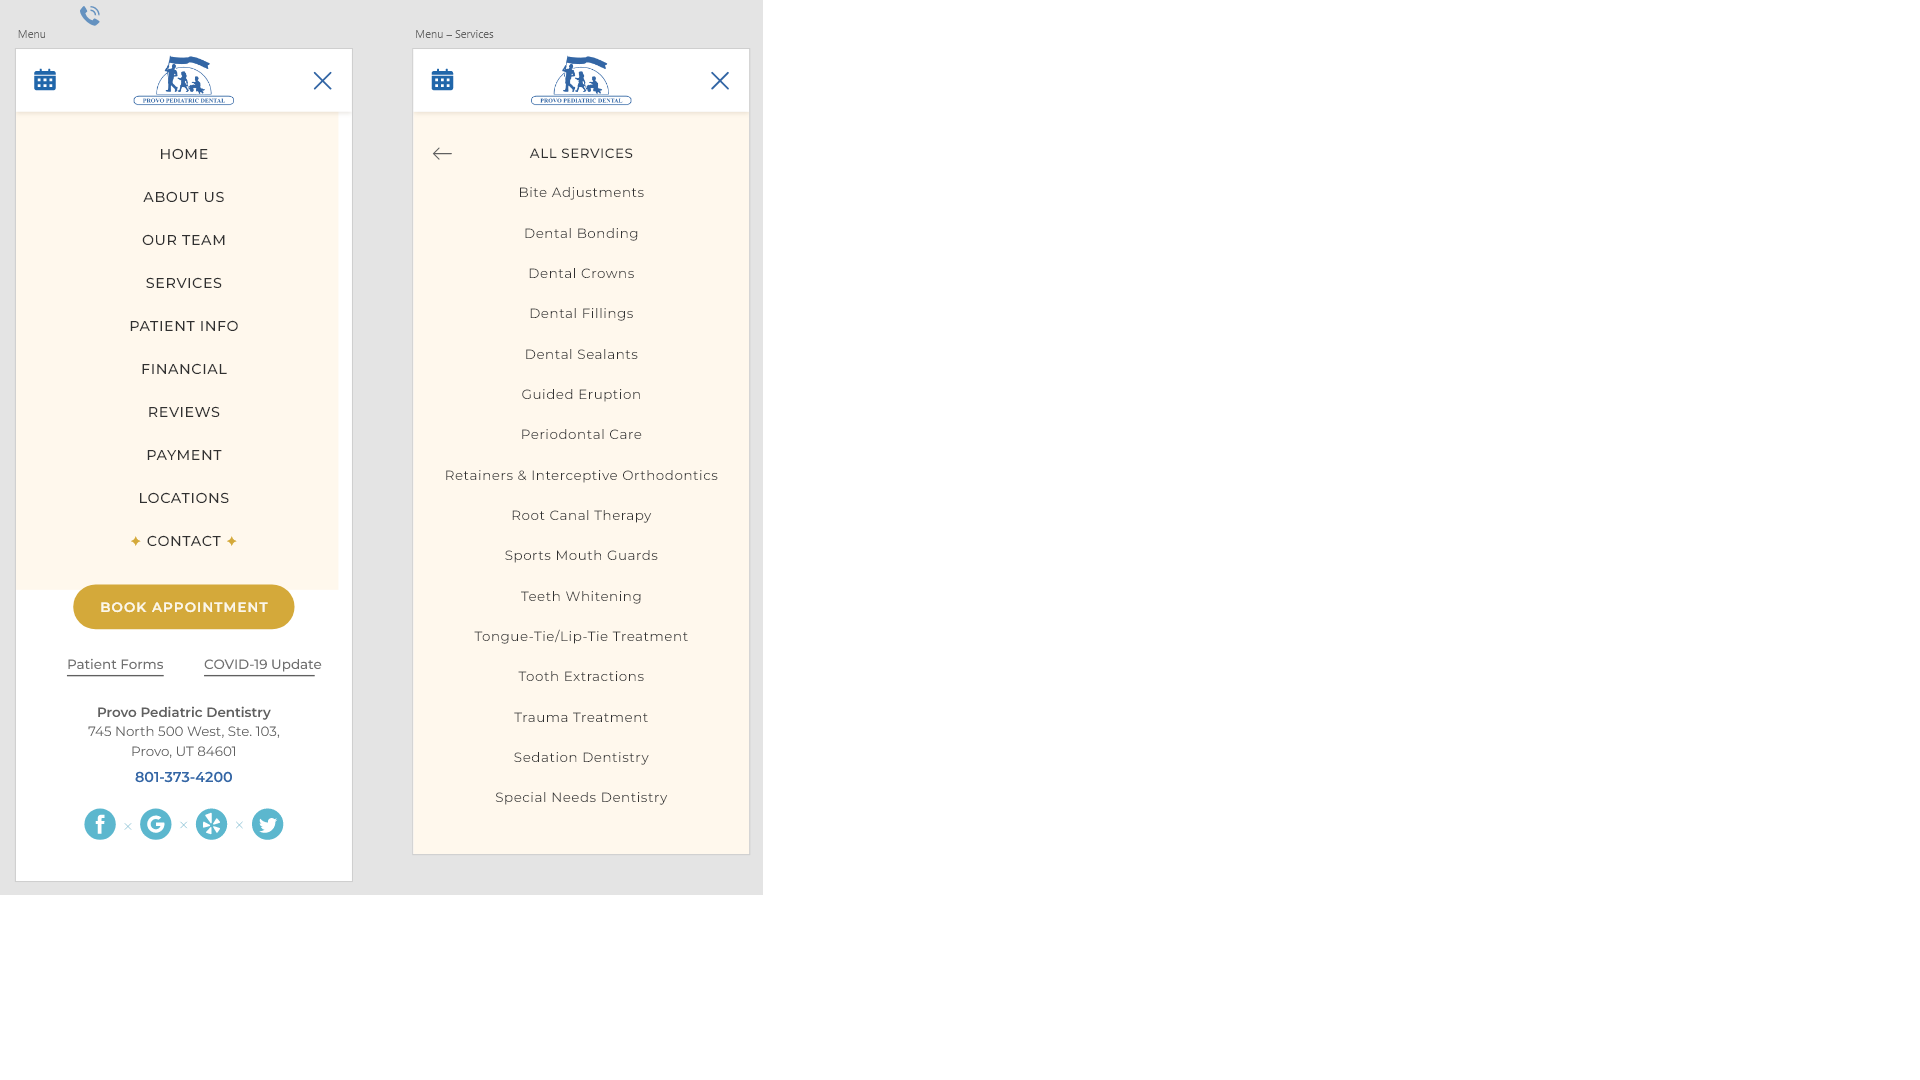 Menu
PROVO PEDIATRIC DENTAL
HOME
ABOUT US
OUR TEAM
SERVICES
PATIENT INFO
FINANCIAL
REVIEWS
PAYMENT
LOCATIONS
CONTACT
BOOK APPOINTMENT
Patient Forms
COVID-19 Update
Provo Pediatric Dentistry
745 North 500 West, Ste. 103,
Provo, UT 84601
801-373-4200
Menu – Services
PROVO PEDIATRIC DENTAL
ALL SERVICES
Bite Adjustments
Dental Bonding
Dental Crowns
Dental Fillings
Dental Sealants
Guided Eruption
Periodontal Care
Retainers & Interceptive Orthodontics
Root Canal Therapy
Sports Mouth Guards
Teeth Whitening
Tongue-Tie/Lip-Tie Treatment
Tooth Extractions
Trauma Treatment
Sedation Dentistry
Special Needs Dentistry